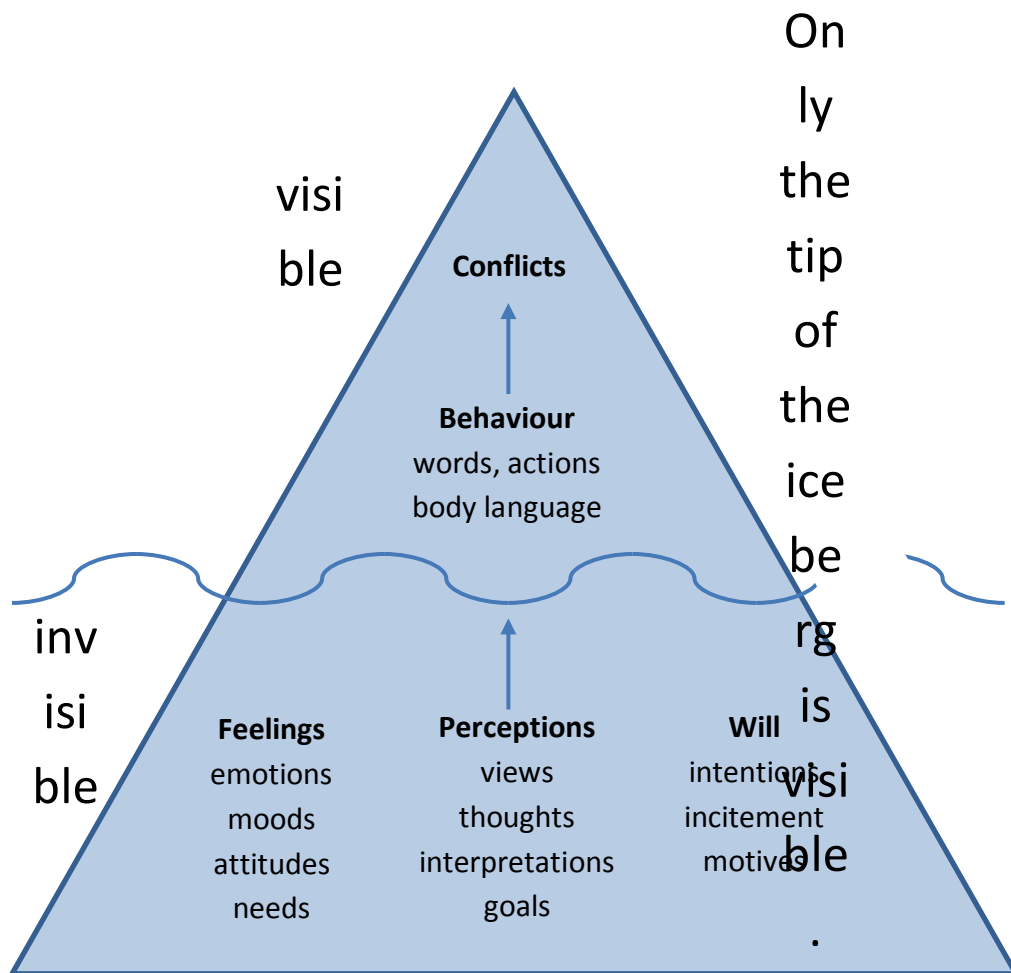 On
ly
the
tip
of
the
ice
be
rg
is
visi
ble
.
visi
ble
Conflicts
Behaviour
words, actions
body language
inv
isi
ble
Feelings
emotions
moods
attitudes
needs
Perceptions
views
thoughts
interpretations
goals
Will
intentions
incitement
motives